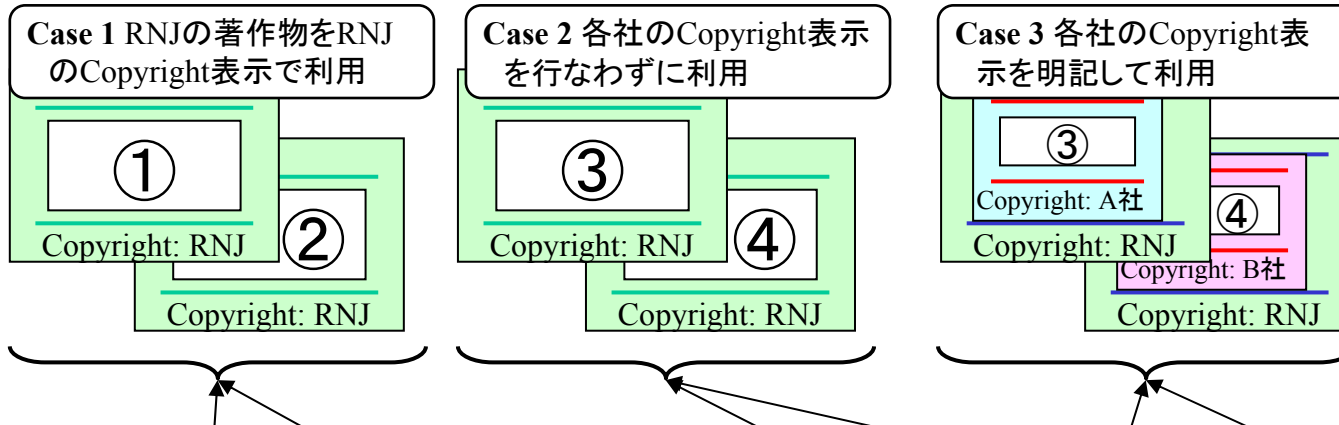 Case 1 RNJの著作物をRNJ
のCopyright表示で利用
①
Copyright: RNJ
②
Copyright: RNJ
Case 2 各社のCopyright表示
を行なわずに利用
③
Copyright: RNJ
④
Copyright: RNJ
Case 3 各社のCopyright表
示を明記して利用
③
Copyright: A社
Copyright: RNJ
④
Copyright: B社
Copyright: RNJ